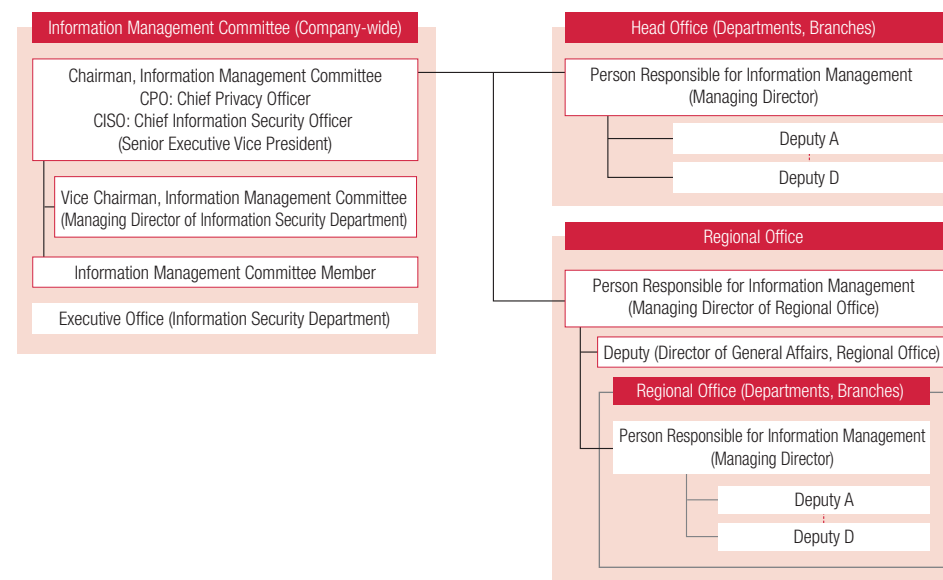 Information Management Committee (Company-wide)
Chairman, Information Management Committee
CPO: Chief Privacy Officer
CISO: Chief Information Security Officer
(Senior Executive Vice President)
Vice Chairman, Information Management Committee
(Managing Director of Information Security Department)
Information Management Committee Member
Executive Office (Information Security Department)
Head Office (Departments, Branches)
Person Responsible for Information Management
(Managing Director)
Deputy A
Deputy D
Regional Office
Person Responsible for Information Management
(Managing Director of Regional Office)
Deputy (Director of General Affairs, Regional Office)
Regional Office (Departments, Branches)
Person Responsible for Information Management
(Managing Director)
Deputy A
Deputy D